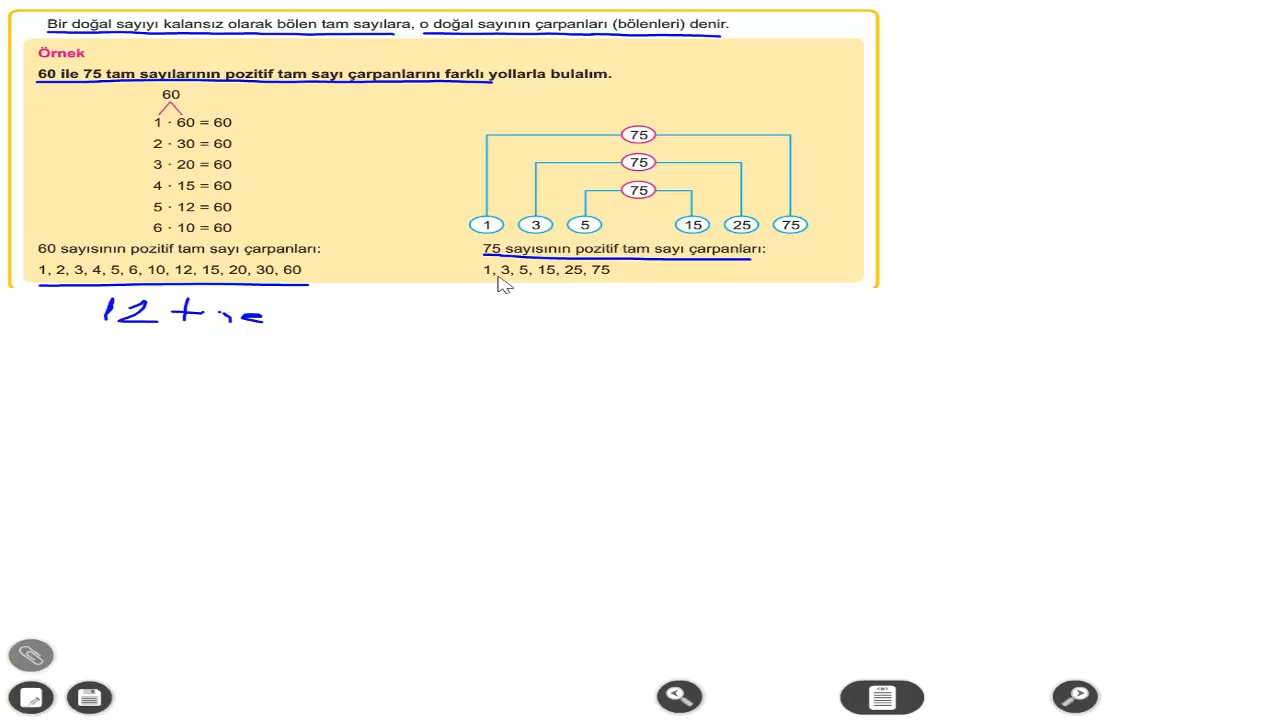 Bir doğal sayıyı kalansız olarak bölen tam sayılara, o doğal sayının çarpanları (bölenleri) denir.
Örnek
60 ile 75 tam sayılarının pozitif tam sayı çarpanlarını farklı yollarla bulalım.
60
1 · 60 = 60
2 · 30 = 60
3 · 20 = 60
4 · 15 = 60
5 · 12 = 60
6 · 10 = 60
60 sayısının pozitif tam sayı çarpanları:
1, 2, 3, 4, 5, 6, 10, 12, 15, 20, 30, 60
12
75
75
75
1 3 5 15 25 75
75 sayısının pozitif tam sayı çarpanları:
1, 3, 5, 15, 25, 75